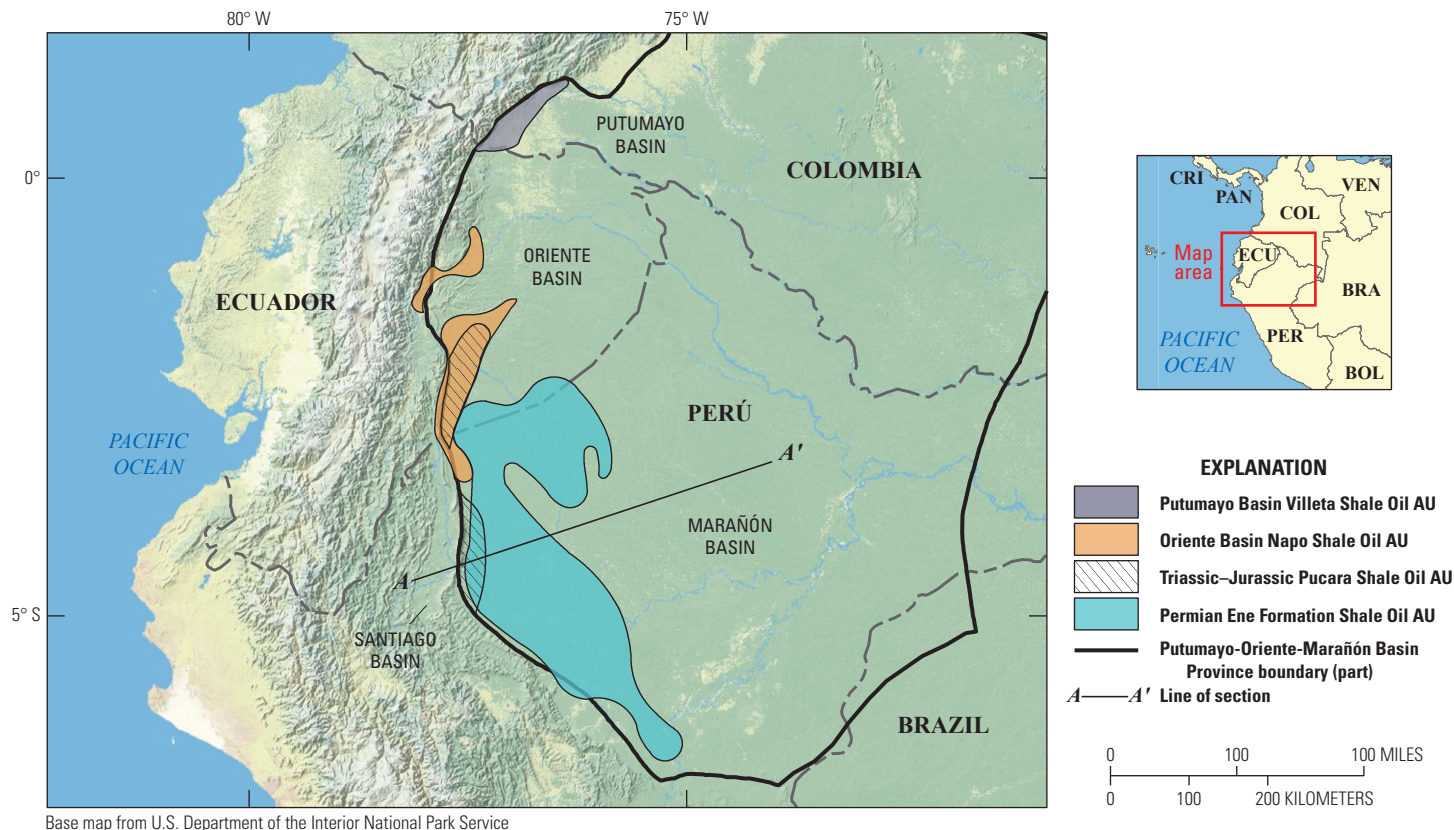 80° W
75° W
0°
5° S
PUTUMAYO
BASIN
COLOMBIA
ORIENTE
BASIN
ECUADOR
PERÚ
PACIFIC
OCEAN
A'
MARAÑÓN
BASIN
A
SANTIAGO
BASIN
BRAZIL
Base map from U.S. Department of the Interior National Park Service
CRI
PAN
VEN
COL
Map
area
ECU
BRA
PER
PACIFIC
OCEAN
BOL
EXPLANATION
Putumayo Basin Villeta Shale Oil AU
Oriente Basin Napo Shale Oil AU
Triassic–Jurassic Pucara Shale Oil AU
Permian Ene Formation Shale Oil AU
Putumayo-Oriente-Marañón Basin
Province boundary (part)
A A' Line of section
0 100 100 MILES
0 100 200 KILOMETERS